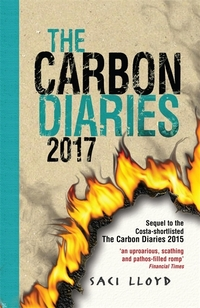 THE
CARBON
DIARIES
2017
Sequel to the
Costa-shortlisted
The Carbon Diaries 2015
'an uproarious, scathing
and pathos-filled romp'
Financial Times
SACI LLOYD